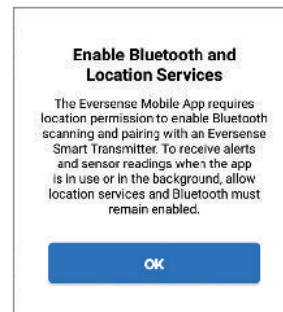 Enable Bluetooth and
Location Services
The Eversense Mobile App requires
location permission to enable Bluetooth
scanning and pairing with an Eversense
Smart Transmitter. To receive alerts
and sensor readings when the app
is in use or in the background, allow
location services and Bluetooth must
remain enabled.
OK